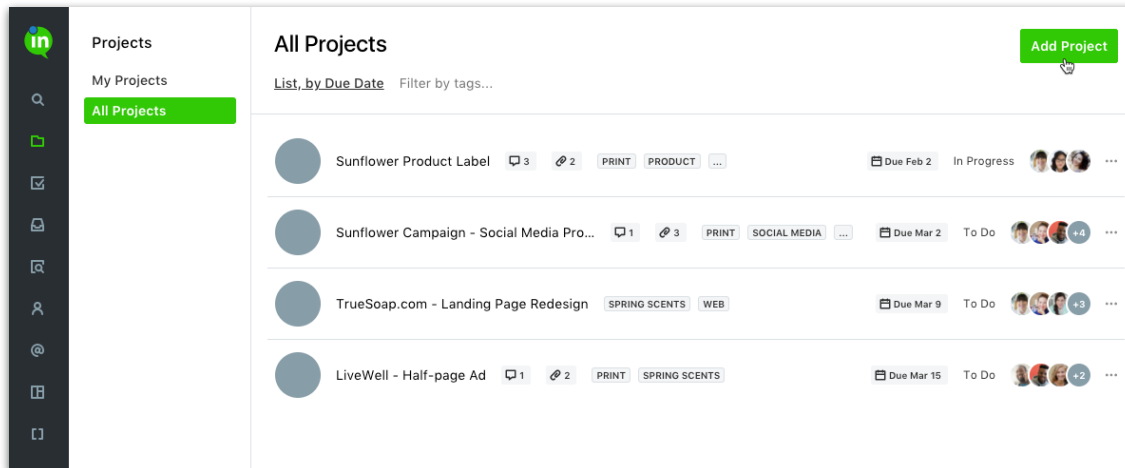 in
Projects
My Projects
All Projects
All Projects
Add Project
List, by Due Date Filter by tags...
Sunflower Product Label 3 2 PRINT PRODUCT ... Due Feb 2 In Progress
Sunflower Campaign - Social Media Pro... 1 3 PRINT SOCIAL MEDIA ... Due Mar 2 To Do +4
TrueSoap.com - Landing Page Redesign SPRING SCENTS WEB Due Mar 9 To Do +3
LiveWell - Half-page Ad 1 2 PRINT SPRING SCENTS Due Mar 15 To Do +2